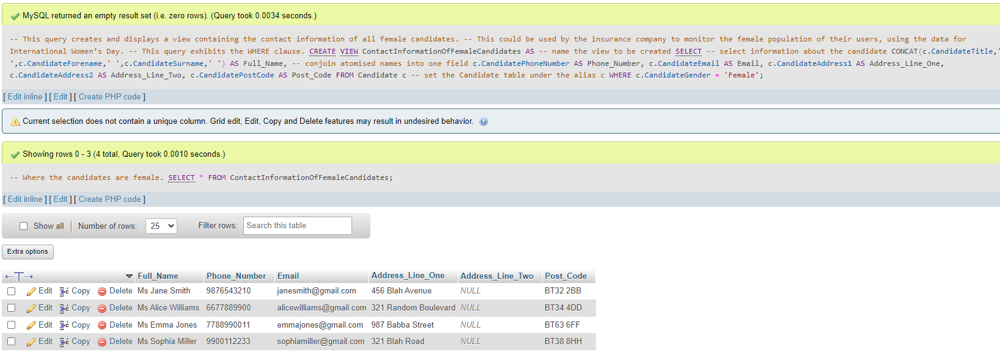 MySQL returned an empty result set (i.e. zero rows). (Query took 0.0034 seconds.)
-- This query creates and displays a view containing the contact information of all female candidates. -- This could be used by the insurance company to monitor the female population of their users, using the data for
International Women’s Day. -- This query exhibits the WHERE clause. CREATE VIEW ContactInformationOfFemaleCandidates AS -- name the view to be created SELECT -- select information about the candidate CONCAT(c.CandidateTitle,'
',c.CandidateForename,' ',c.CandidateSurname,' ') AS Full_Name, -- conjoin atomised names into one field c.CandidatePhoneNumber AS Phone_Number, c.CandidateEmail AS Email, c.CandidateAddress1 AS Address_Line_One,
c.CandidateAddress2 AS Address_Line_Two, c.CandidatePostCode AS Post_Code FROM Candidate c -- set the Candidate table under the alias c WHERE c.CandidateGender = 'Female';
[ Edit inline ] [ Edit ] [ Create PHP code ]
Current selection does not contain a unique column. Grid edit, Edit, Copy and Delete features may result in undesired behavior.
Showing rows 0 - 3 (4 total, Query took 0.0010 seconds.)
-- Where the candidates are female. SELECT * FROM ContactInformationOfFemaleCandidates;
[ Edit inline ] [ Edit ] [ Create PHP code ]
Show all | Number of rows: 25 Filter rows: Search this table
Extra options
←T→ Full_Name Phone_Number Email Address_Line_One Address_Line_Two Post_Code
Edit Copy Delete Ms Jane Smith 9876543210 janesmith@gmail.com 456 Blah Avenue NULL BT32 2BB
Edit Copy Delete Ms Alice Williams 6677889900 alicewilliams@gmail.com 321 Random Boulevard NULL BT34 4DD
Edit Copy Delete Ms Emma Jones 7788990011 emmajones@gmail.com 987 Babba Street NULL BT63 6FF
Edit Copy Delete Ms Sophia Miller 9900112233 sophiamiller@gmail.com 321 Blah Road NULL BT38 8HH